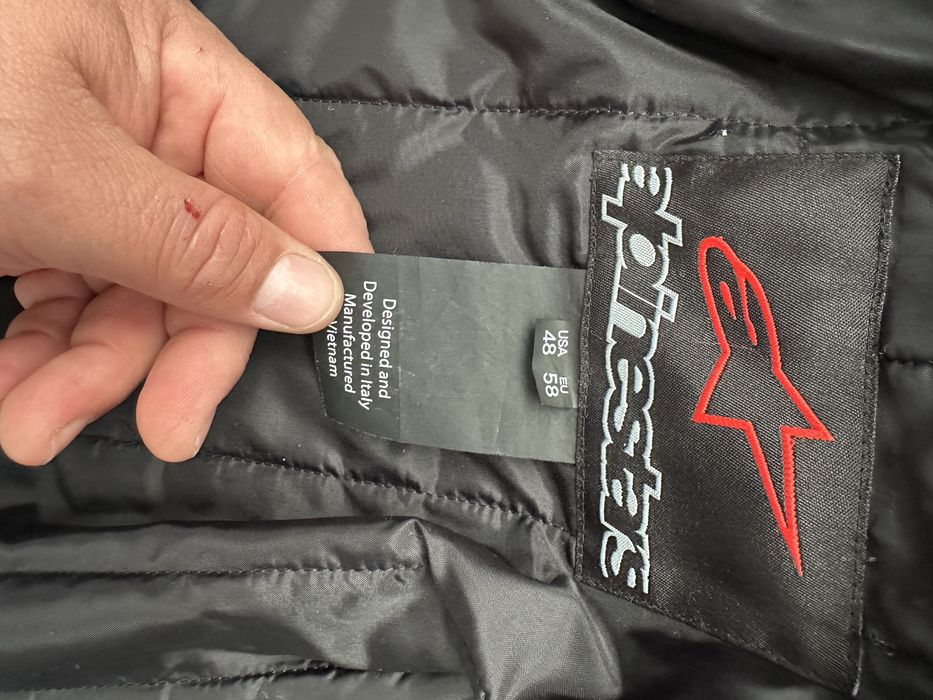 alpinestars
USA EU
48 58
Designed and
Developed in Italy
Manufactured
Vietnam